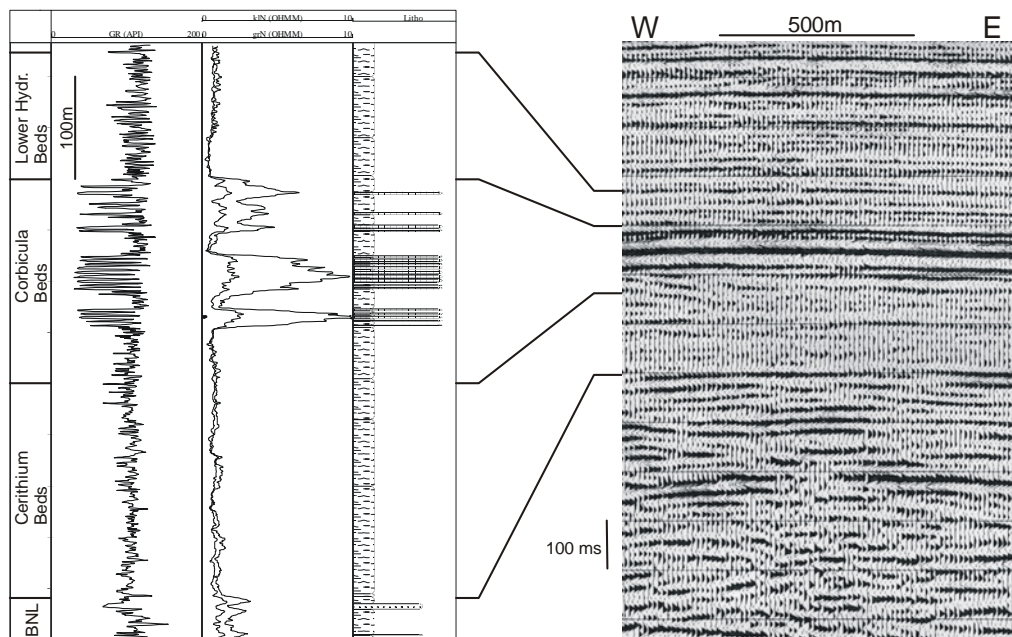 0 klN (OHMM) 10 Litho
0 GR (API) 200 0 grN (OHMM) 10
Lower Hydr.
Beds
100m
Corbicula
Beds
Cerithium
Beds
BNL
W 500m E
100 ms